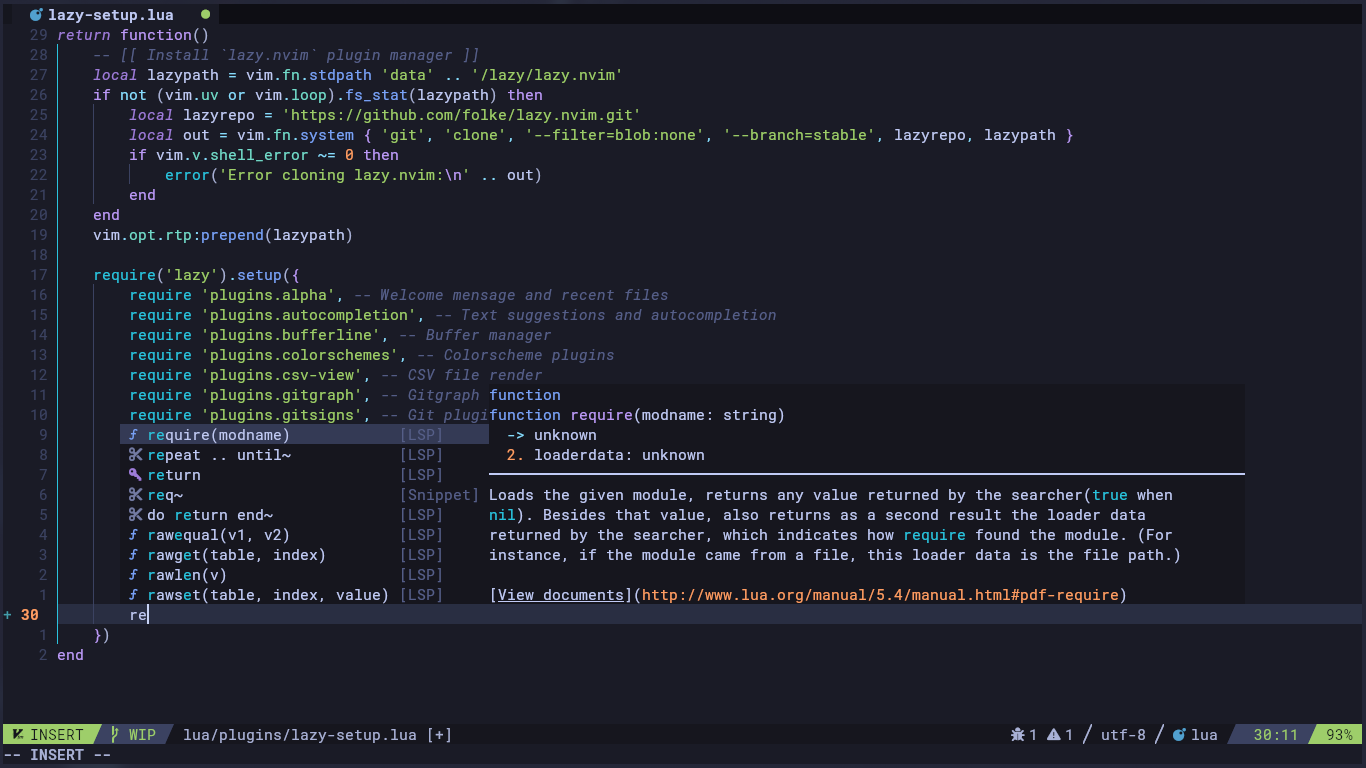 lazy-setup.lua
29 return function()
28 -- [[ Install `lazy.nvim` plugin manager ]]
27 local lazypath = vim.fn.stdpath 'data' .. '/lazy/lazy.nvim'
26 if not (vim.uv or vim.loop).fs_stat(lazypath) then
25 local lazyrepo = 'https://github.com/folke/lazy.nvim.git'
24 local out = vim.fn.system { 'git', 'clone', '--filter=blob:none', '--branch=stable', lazyrepo, lazypath }
23 if vim.v.shell_error ~= 0 then
22 error('Error cloning lazy.nvim:\n' .. out)
21 end
20 end
19 vim.opt.rtp:prepend(lazypath)
18
17 require('lazy').setup({
16 require 'plugins.alpha', -- Welcome mensage and recent files
15 require 'plugins.autocompletion', -- Text suggestions and autocompletion
14 require 'plugins.bufferline', -- Buffer manager
13 require 'plugins.colorschemes', -- Colorscheme plugins
12 require 'plugins.csv-view', -- CSV file render
11 require 'plugins.gitgraph', -- Gitgraph function
10 require 'plugins.gitsigns', -- Git plugifunction require(modname: string)
9 require(modname) [LSP] -> unknown
8 repeat .. until~ [LSP] 2. loaderdata: unknown
7 return [LSP]
6 req~ [Snippet] Loads the given module, returns any value returned by the searcher(true when
5 do return end~ [LSP] nil). Besides that value, also returns as a second result the loader data
4 rawequal(v1, v2) [LSP] returned by the searcher, which indicates how require found the module. (For
3 rawget(table, index) [LSP] instance, if the module came from a file, this loader data is the file path.)
2 rawlen(v) [LSP]
1 rawset(table, index, value) [LSP] [View documents](http://www.lua.org/manual/5.4/manual.html#pdf-require)
+ 30 re
1 })
2 end
INSERT WIP lua/plugins/lazy-setup.lua [+] 1 1 / utf-8 / lua 30:11 93%
-- INSERT --